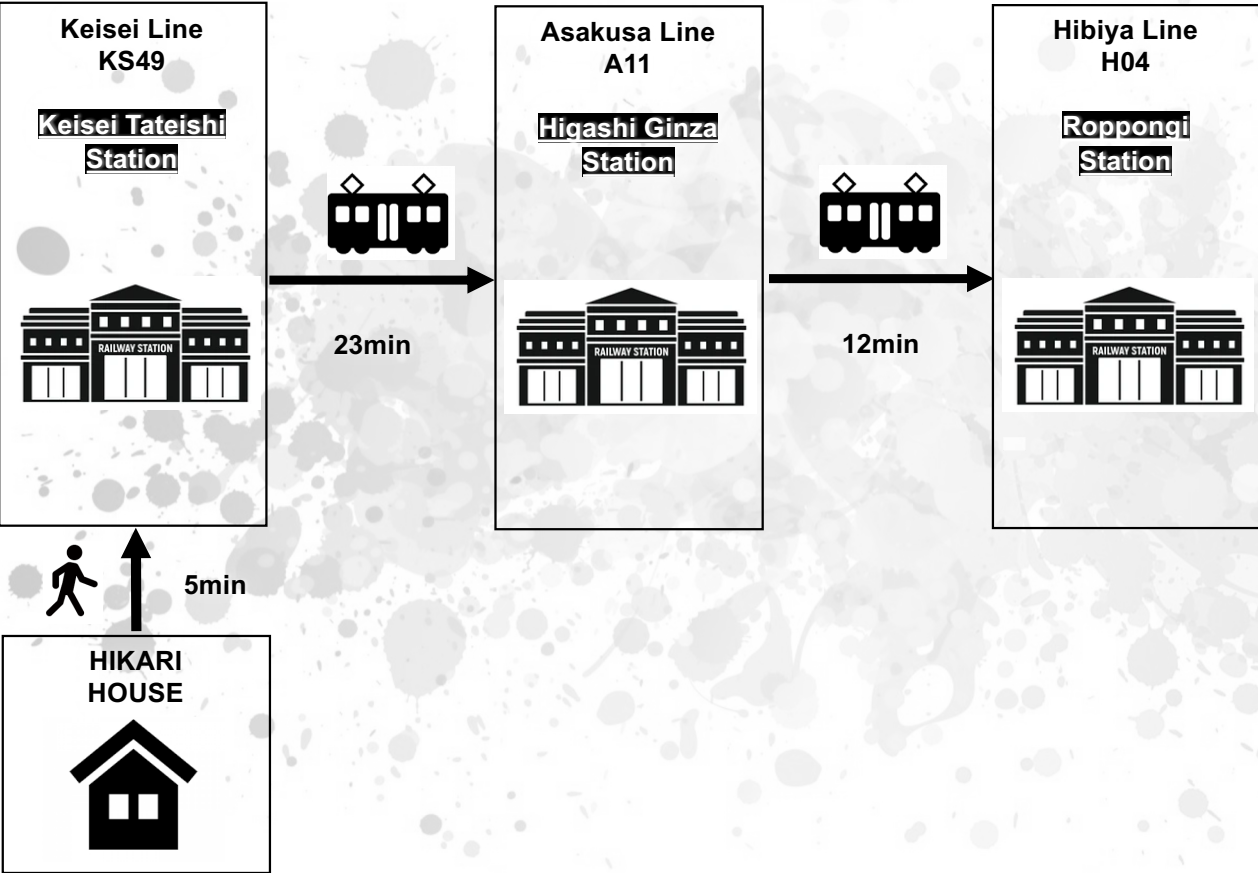 Keisei Line
KS49
Keisei Tateishi
Station
RAILWAY STATION
23min
Asakusa Line
A11
Higashi Ginza
Station
RAILWAY STATION
12min
Hibiya Line
H04
Roppongi
Station
RAILWAY STATION
5min
HIKARI
HOUSE